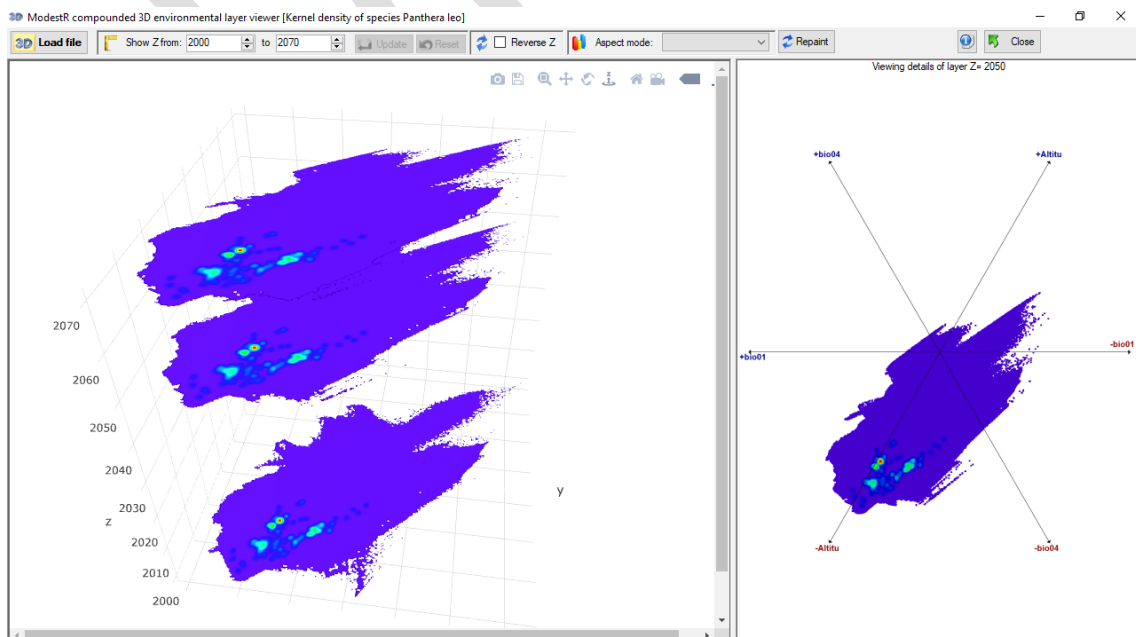 3D ModestR compounded 3D environmental layer viewer [Kernel density of species Panthera leo]
3D Load file Show Z from: 2000 to 2070 Update Reset Reverse Z Aspect mode: Repaint Close
Viewing details of layer Z= 2050
+bio04 +Altitu
2070
2060
2050
2040
2030
z
2020
2010
2000
y
+bio01 -bio01
-Altitu -bio04